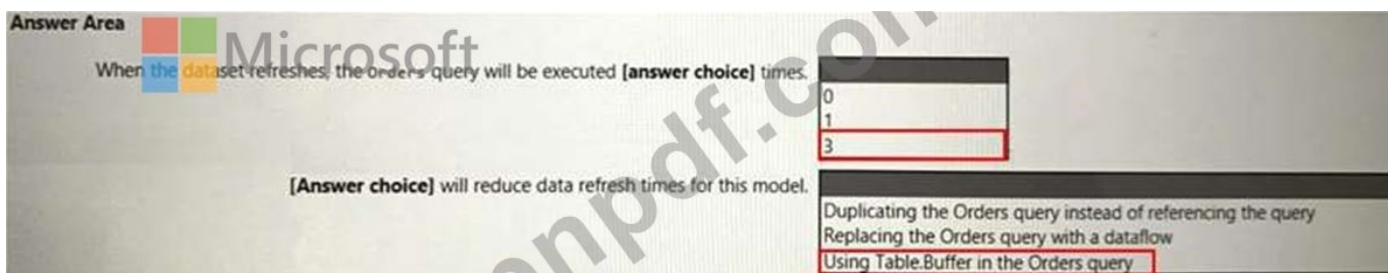 Answer Area
Microsoft
When the dataset refreshes, the orders query will be executed [answer choice] times.
0
1
3
[Answer choice] will reduce data refresh times for this model.
Duplicating the Orders query instead of referencing the query
Replacing the Orders query with a dataflow
Using Table.Buffer in the Orders query